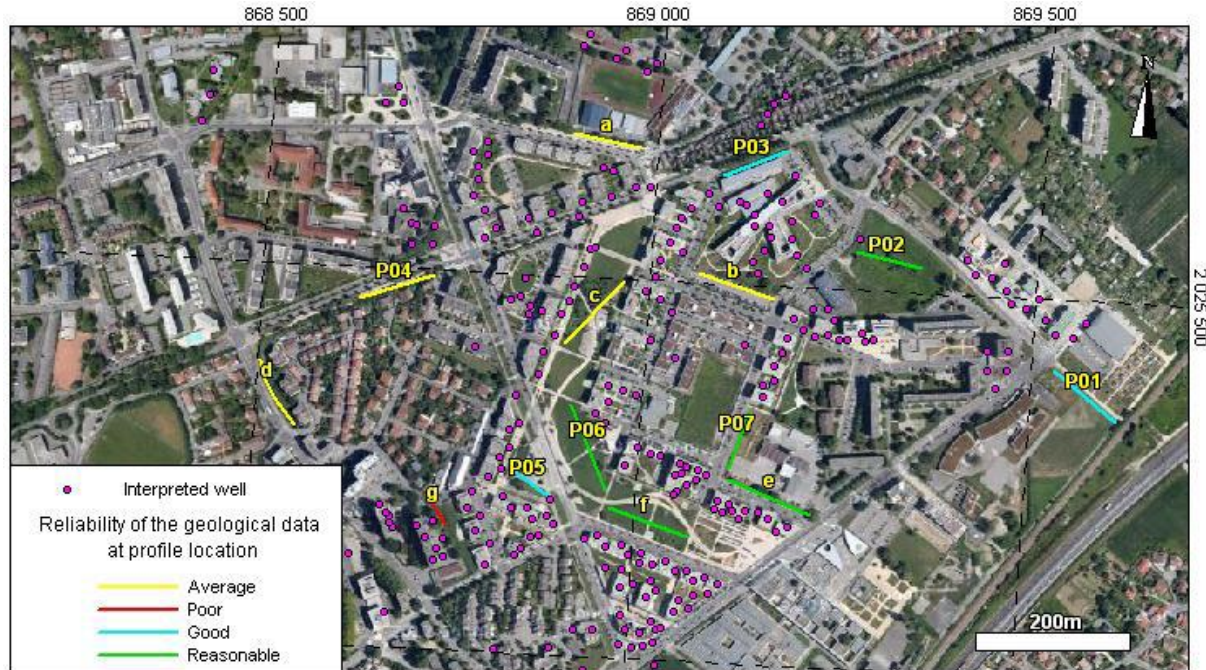 868 500
869 000
869 500
N
a
P03
P02
P04
b
c
2 025 500
d
P01
P07
P06
P05
e
g
f
Interpreted well
Reliability of the geological data
at profile location
Average
Poor
Good
Reasonable
200m